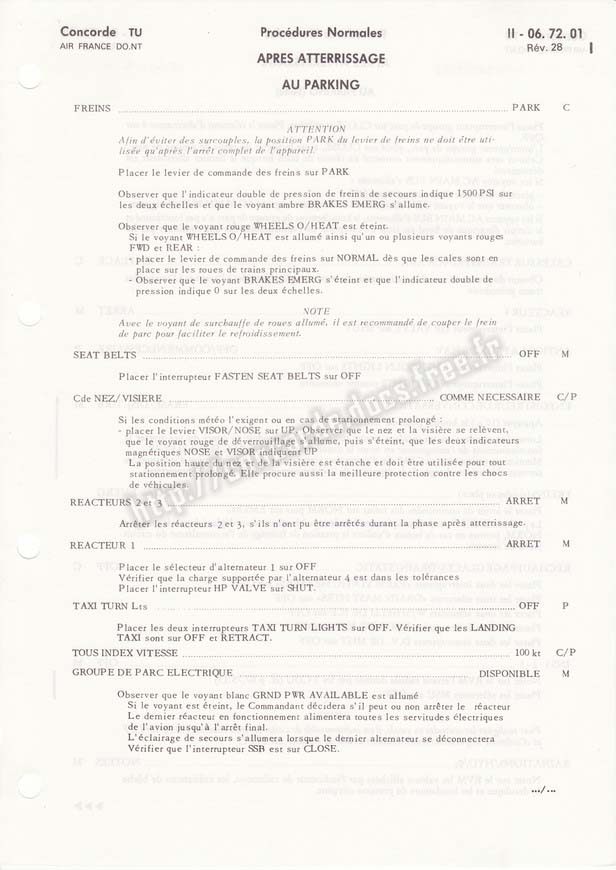 Concorde TU Procédures Normales II - 06. 72. 01
AIR FRANCE DO.NT Rév. 28
APRES ATTERRISSAGE
AU PARKING
FREINS PARK C
ATTENTION
Afin d'éviter des surcouples, la position PARK du levier de freins ne doit être uti-
lisée qu'après l'arrêt complet de l'appareil.
Placer le levier de commande des freins sur PARK
Observer que l'indicateur double de pression de freins de secours indique 1500 PSI sur
les deux échelles et que le voyant ambre BRAKES EMERG s'allume.
Observer que le voyant rouge WHEELS O/HEAT est éteint.
Si le voyant WHEELS O/HEAT est allumé ainsi qu'un ou plusieurs voyants rouges
FWD et REAR :
- placer le levier de commande des freins sur NORMAL dès que les cales sont en
place sur les roues de trains principaux.
- Observer que le voyant BRAKES EMERG s'éteint et que l'indicateur double de
pression indique 0 sur les deux échelles.
NOTE
Avec le voyant de surchauffe de roues allumé, il est recommandé de couper le frein
de parc pour faciliter le refroidissement.
SEAT BELTS OFF M
Placer l'interrupteur FASTEN SEAT BELTS sur OFF
Cde NEZ/VISIERE COMME NECESSAIRE C/P
Si les conditions météo l'exigent ou en cas de stationnement prolongé :
- placer le levier VISOR/NOSE sur UP. Observer que le nez et la visière se relèvent,
que le voyant rouge de déverrouillage s'allume, puis s'éteint, que les deux indicateurs
magnétiques NOSE et VISOR indiquent UP
La position haute du nez et de la visière est étanche et doit être utilisée pour tout
stationnement prolongé. Elle procure aussi la meilleure protection contre les chocs
de véhicules.
REACTEURS 2 et 3 ARRET M
Arrêter les réacteurs 2 et 3, s'ils n'ont pu être arrêtés durant la phase après atterrissage.
REACTEUR 1 ARRET M
Placer le sélecteur d'alternateur 1 sur OFF
Vérifier que la charge supportée par l'alternateur 4 est dans les tolérances
Placer l'interrupteur HP VALVE sur SHUT.
TAXI TURN Lts OFF P
Placer les deux interrupteurs TAXI TURN LIGHTS sur OFF. Vérifier que les LANDING
TAXI sont sur OFF et RETRACT.
TOUS INDEX VITESSE 100 kt C/P
GROUPE DE PARC ELECTRIQUE DISPONIBLE M
Observer que le voyant blanc GRND PWR AVAILABLE est allumé
Si le voyant est éteint, le Commandant décidera s'il peut ou non arrêter le réacteur
Le dernier réacteur en fonctionnement alimentera toutes les servitudes électriques
de l'avion jusqu'à l'arrêt final.
L'éclairage de secours s'allumera lorsque le dernier alternateur se déconnectera
Vérifier que l'interrupteur SSB est sur CLOSE.
.../...